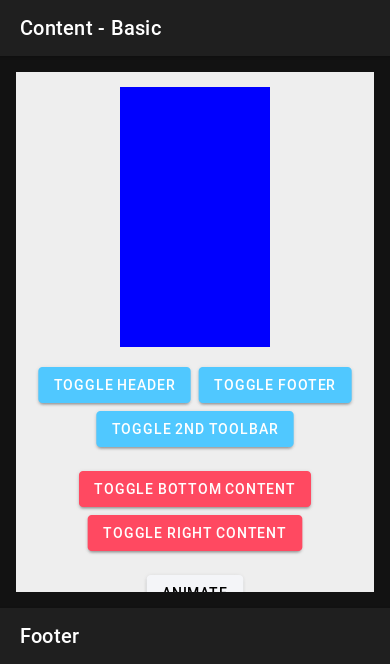 Content - Basic
TOGGLE HEADER TOGGLE FOOTER
TOGGLE 2ND TOOLBAR
TOGGLE BOTTOM CONTENT
TOGGLE RIGHT CONTENT
ANIMATE
Footer